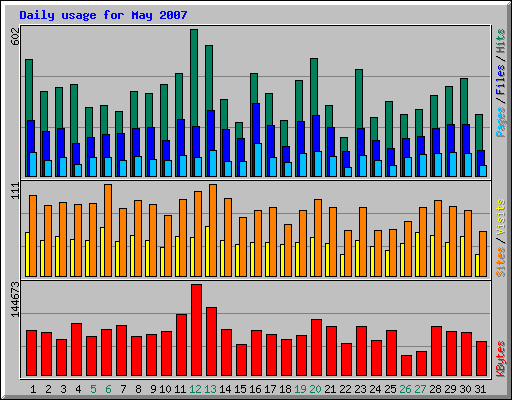 Daily usage for May 2007
602
Pages / Files / Hits
111
Sites / Visits
144673
KBytes
1 2 3 4 5 6 7 8 9 10 11 12 13 14 15 16 17 18 19 20 21 22 23 24 25 26 27 28 29 30 31